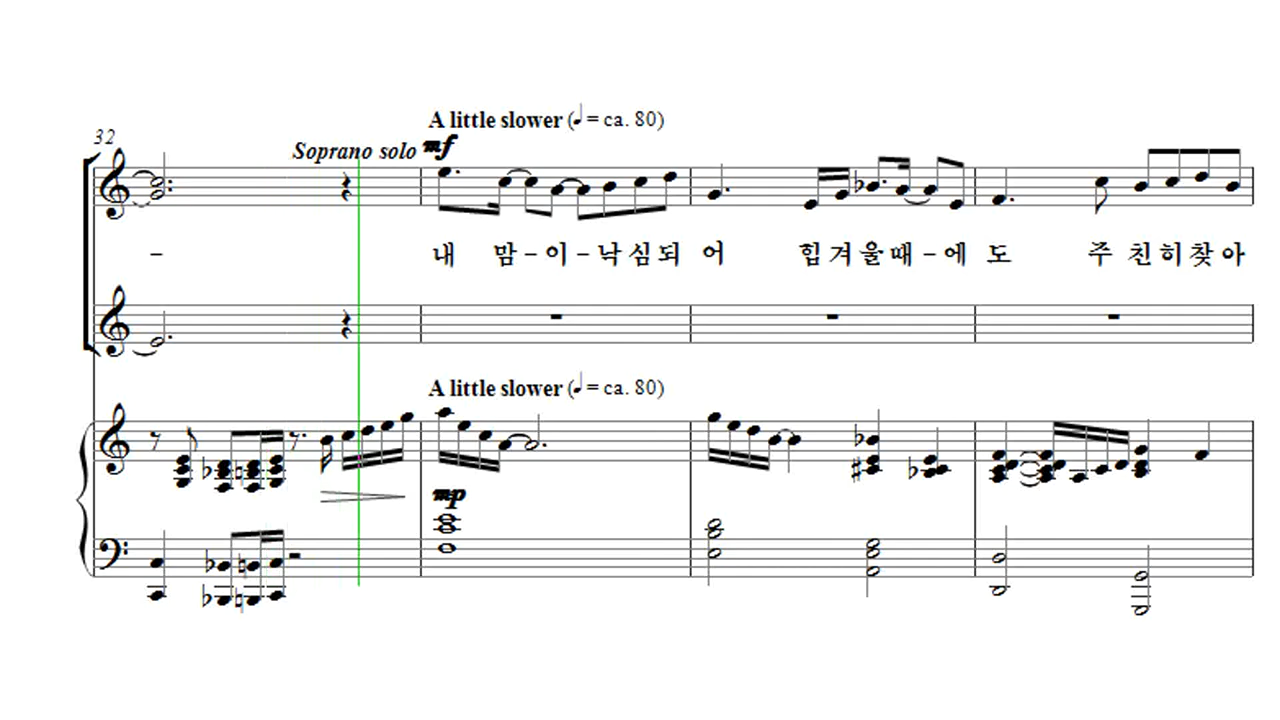 A little slower (♩= ca. 80)
32
Soprano solo mf
– 내 맘 – 이 – 낙 심 되 어 힘 겨 울 때 – 에 도 주 친 히 찾 아
A little slower (♩= ca. 80)
mp